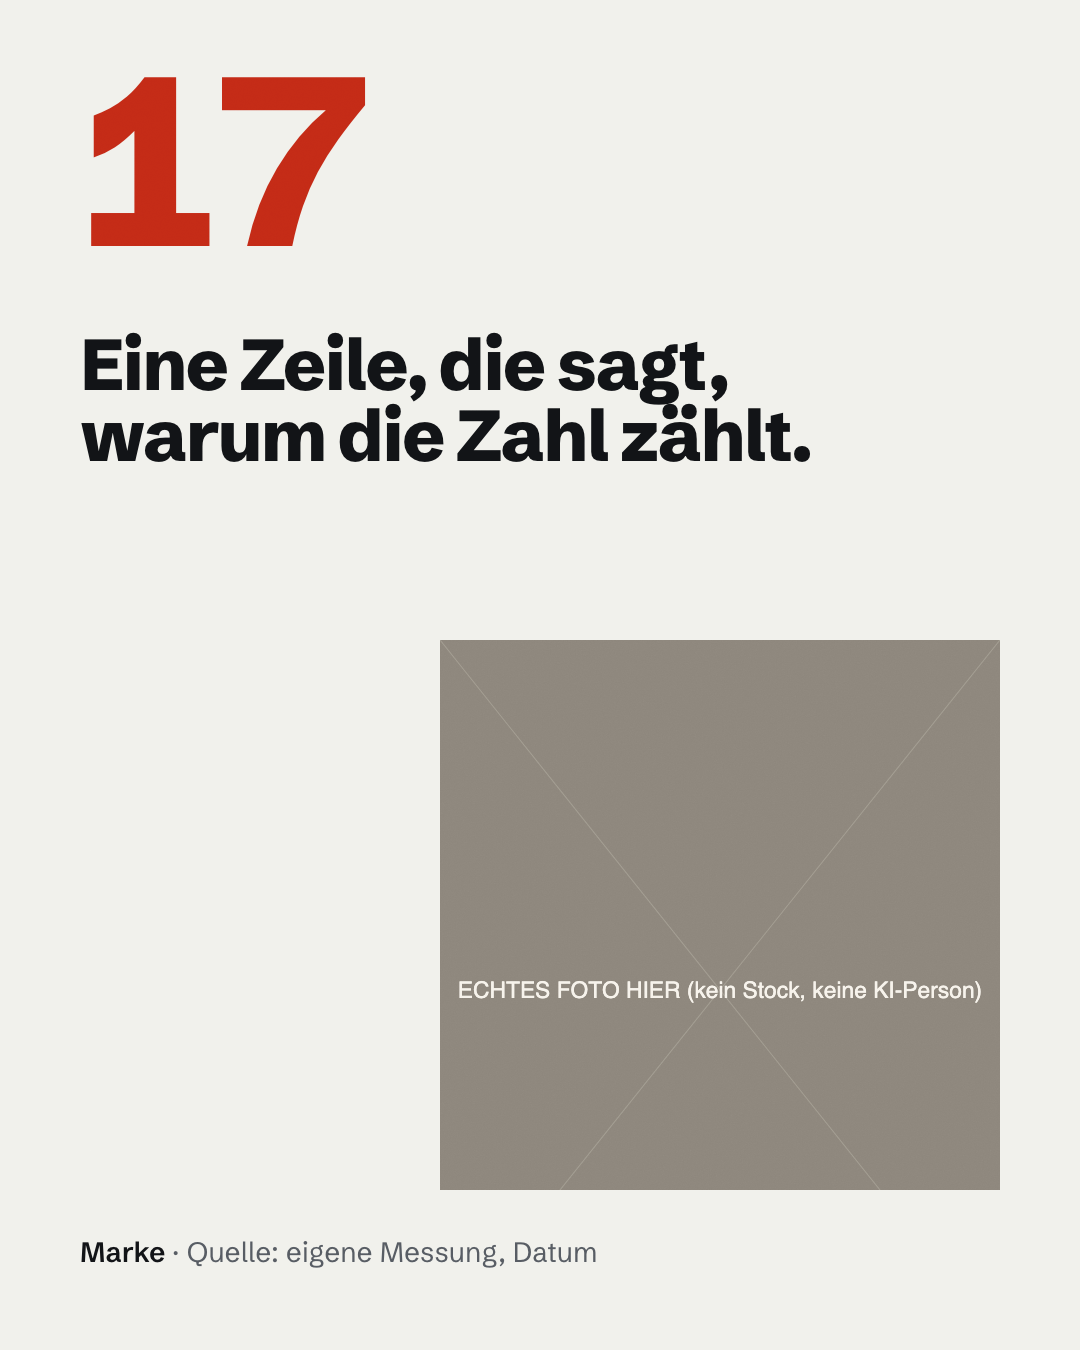 17
Eine Zeile, die sagt,
warum die Zahl zählt.
ECHTES FOTO HIER (kein Stock, keine KI-Person)
Marke · Quelle: eigene Messung, Datum